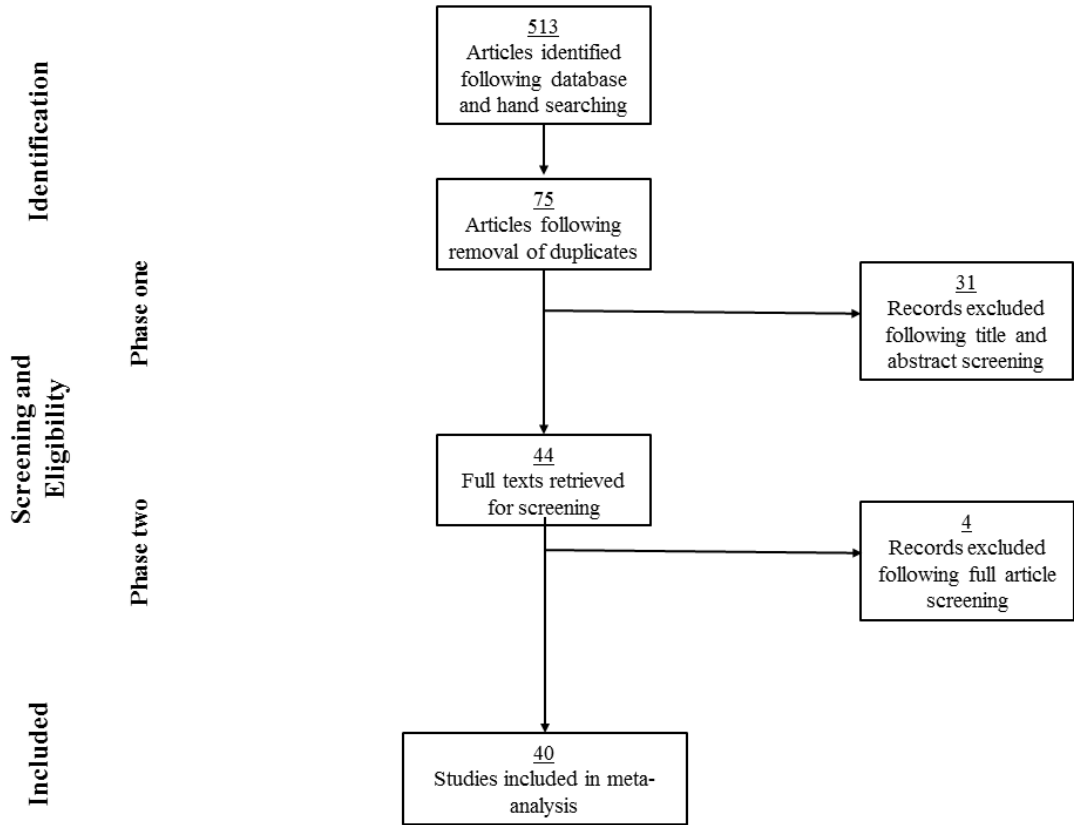 Identification
513
Articles identified
following database
and hand searching
75
Articles following
removal of duplicates
Screening and
Eligibility
Phase one
31
Records excluded
following title and
abstract screening
44
Full texts retrieved
for screening
Phase two
4
Records excluded
following full article
screening
Included
40
Studies included in meta-
analysis